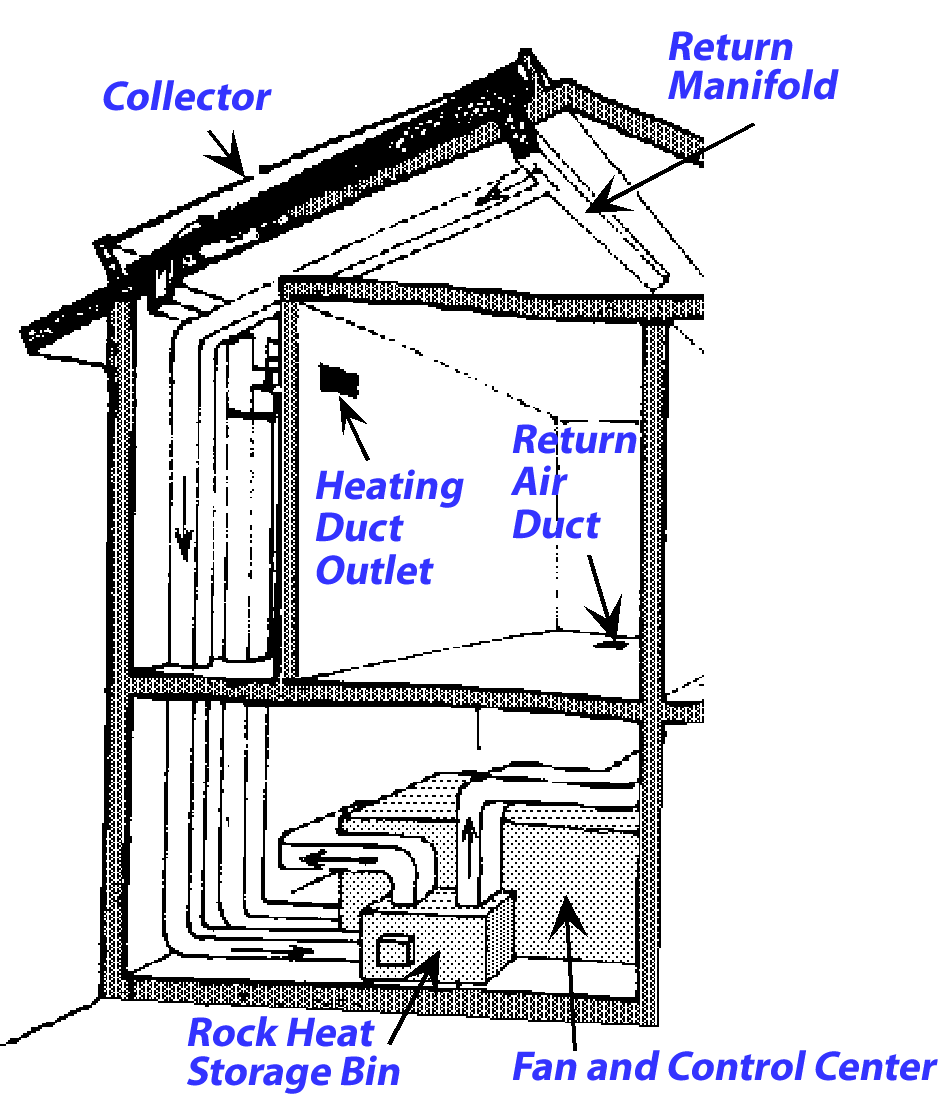 Return
Manifold
Collector
Return
Air
Duct
Heating
Duct
Outlet
Rock Heat
Storage Bin
Fan and Control Center